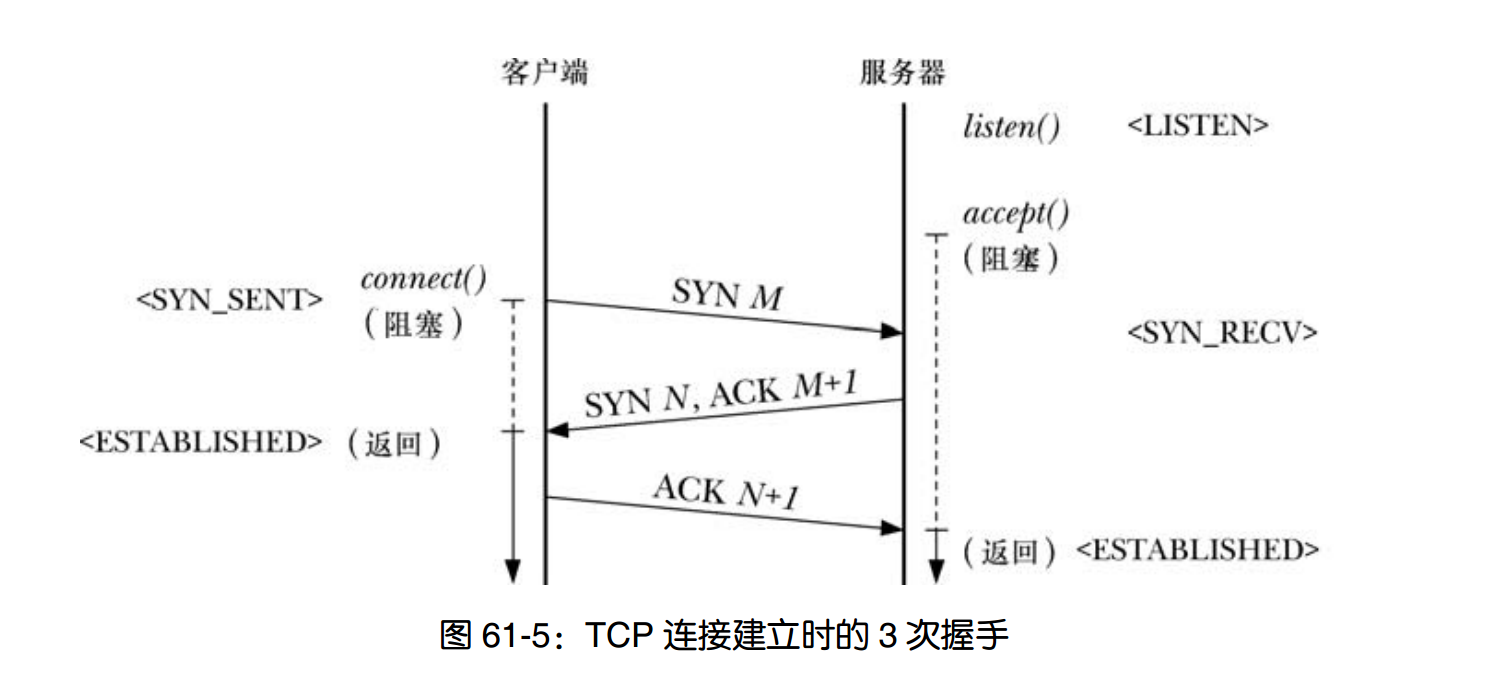 客户端 服务器
listen() <LISTEN>
accept()
(阻塞)
<SYN_SENT> connect()
(阻塞)
SYN M
<SYN_RECV>
SYN N, ACK M+1
<ESTABLISHED> (返回)
ACK N+1
(返回) <ESTABLISHED>
图 61-5：TCP 连接建立时的 3 次握手